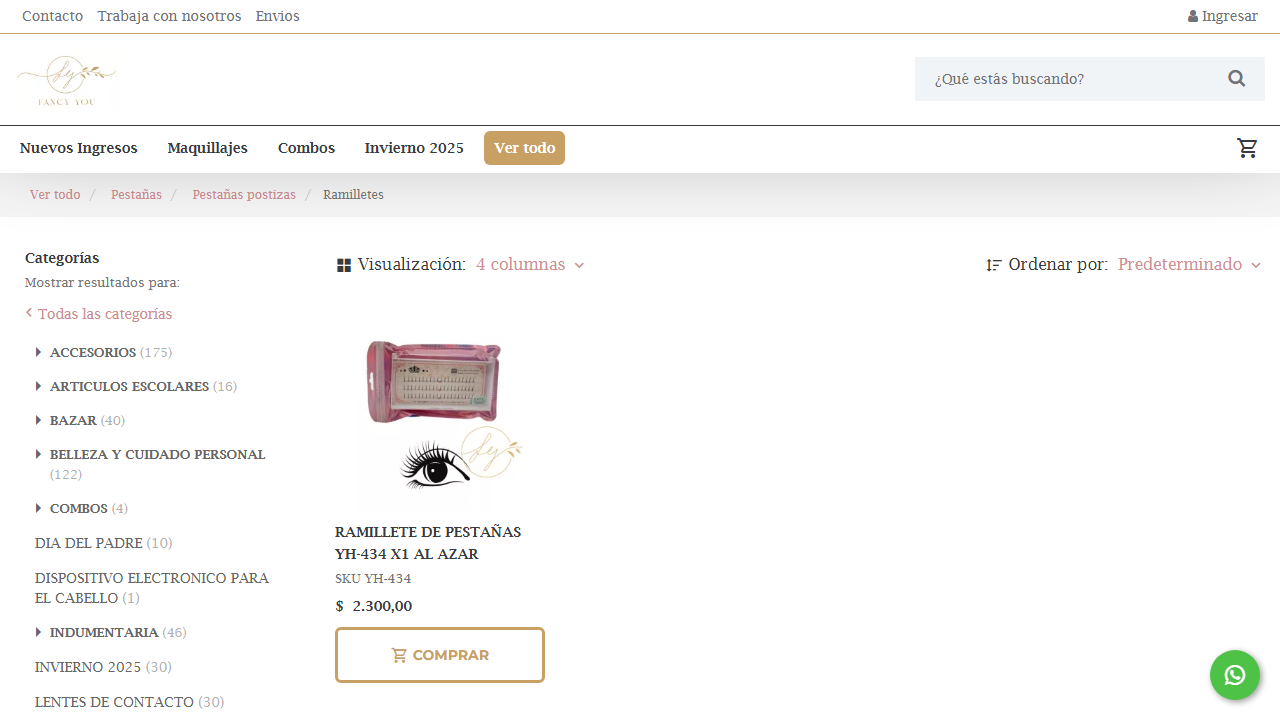 Contacto Trabaja con nosotros Envios Ingresar
FANCY YOU
¿Qué estás buscando?
Nuevos Ingresos Maquillajes Combos Invierno 2025 Ver todo
Ver todo / Pestañas / Pestañas postizas / Ramilletes
Categorías
Mostrar resultados para:
Todas las categorías
ACCESORIOS (175)
ARTICULOS ESCOLARES (16)
BAZAR (40)
BELLEZA Y CUIDADO PERSONAL
(122)
COMBOS (4)
DIA DEL PADRE (10)
DISPOSITIVO ELECTRONICO PARA
EL CABELLO (1)
INDUMENTARIA (46)
INVIERNO 2025 (30)
LENTES DE CONTACTO (30)
Visualización: 4 columnas
Ordenar por: Predeterminado
RAMILLETE DE PESTAÑAS
YH-434 X1 AL AZAR
SKU YH-434
$ 2.300,00
COMPRAR